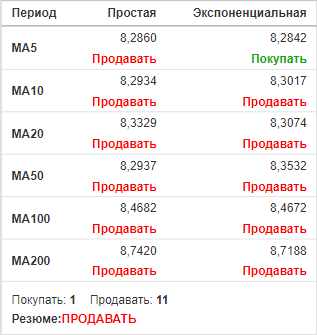 Период Простая Экспоненциальная
MA5 8,2860 8,2842
Продавать Покупать
MA10 8,2934 8,3017
Продавать Продавать
MA20 8,3329 8,3074
Продавать Продавать
MA50 8,2937 8,3532
Продавать Продавать
MA100 8,4682 8,4672
Продавать Продавать
MA200 8,7420 8,7188
Продавать Продавать
Покупать: 1 Продавать: 11
Резюме:ПРОДАВАТЬ